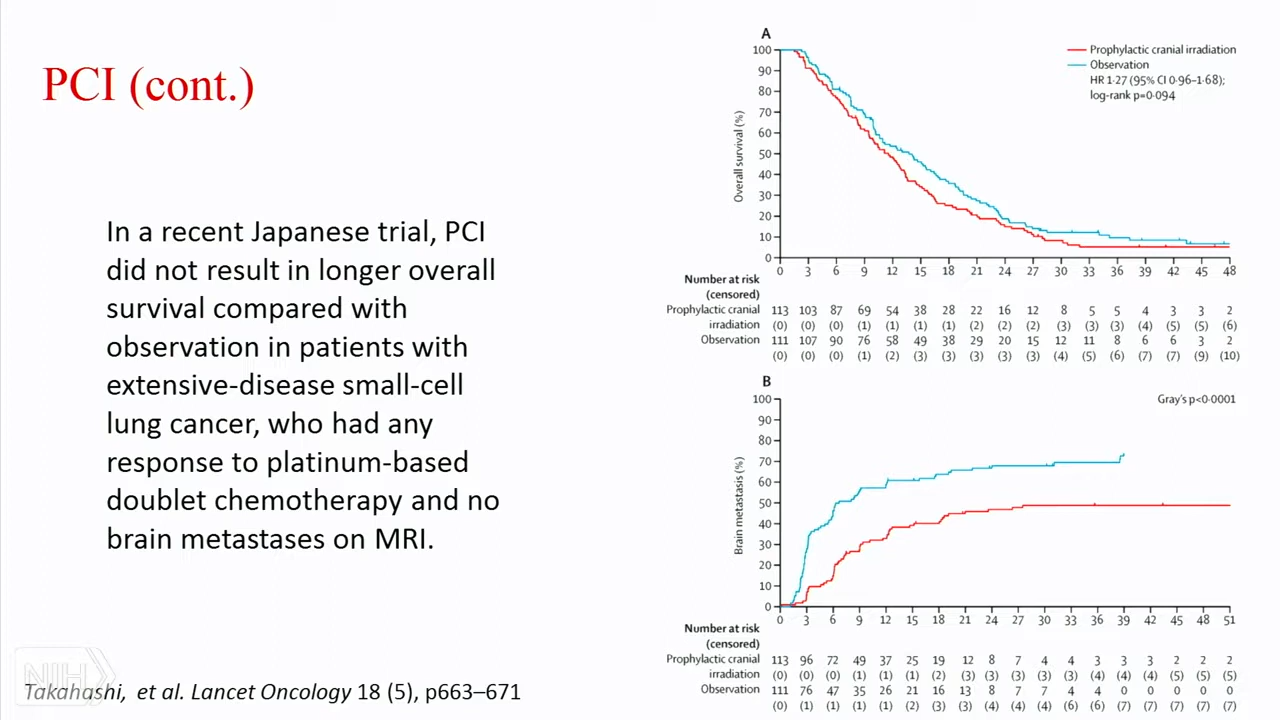 PCI (cont.)
In a recent Japanese trial, PCI
did not result in longer overall
survival compared with
observation in patients with
extensive-disease small-cell
lung cancer, who had any
response to platinum-based
doublet chemotherapy and no
brain metastases on MRI.
NIH
Takahashi, et al. Lancet Oncology 18 (5), p663–671
A
Prophylactic cranial irradiation
Observation
HR 1·27 (95% CI 0·96–1·68);
log-rank p=0·094
Overall survival (%)
100
90
80
70
60
50
40
30
20
10
0
0 3 6 9 12 15 18 21 24 27 30 33 36 39 42 45 48
Number at risk
(censored)
Prophylactic cranial 113 103 87 69 54 38 28 22 16 12 8 5 5 4 3 3 2
irradiation (0) (0) (0) (1) (1) (1) (1) (2) (2) (2) (3) (3) (3) (4) (5) (5) (6)
Observation 111 107 90 76 58 49 38 29 20 15 12 11 8 6 6 3 2
(0) (0) (0) (1) (2) (3) (3) (3) (3) (3) (4) (5) (6) (7) (7) (9) (10)
B
Gray's p<0·0001
Brain metastasis (%)
100
90
80
70
60
50
40
30
20
10
0
0 3 6 9 12 15 18 21 24 27 30 33 36 39 42 45 48 51
Number at risk
(censored)
Prophylactic cranial 113 96 72 49 37 25 19 12 8 7 4 4 3 3 3 2 2 2
irradiation (0) (0) (0) (0) (1) (1) (2) (3) (3) (3) (3) (3) (4) (4) (4) (5) (5) (5)
Observation 111 76 47 35 26 21 16 13 8 7 7 4 4 0 0 0 0 0
(0) (1) (1) (1) (1) (2) (3) (3) (4) (4) (4) (6) (6) (7) (7) (7) (7) (7)